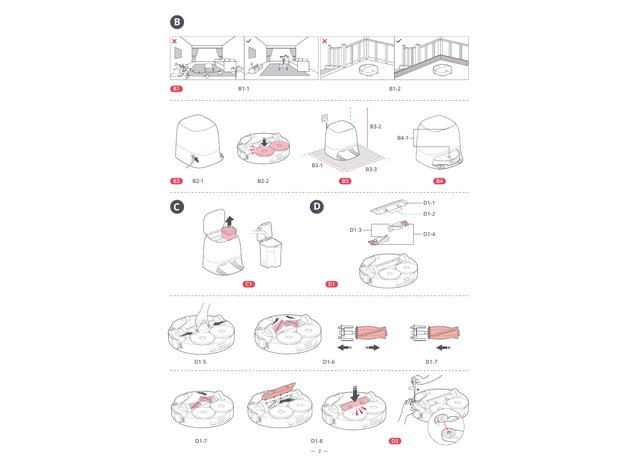 B
B1
B1-1
B1-2
B3-2
B4-1
B3-1
B3-3
B2
B2-1
B2-2
B3
B4
C
D
D1-1
D1-2
D1-3
D1-4
C1
D1
D1-5
D1-6
D1-7
D1-7
D1-8
D2
— 2 —